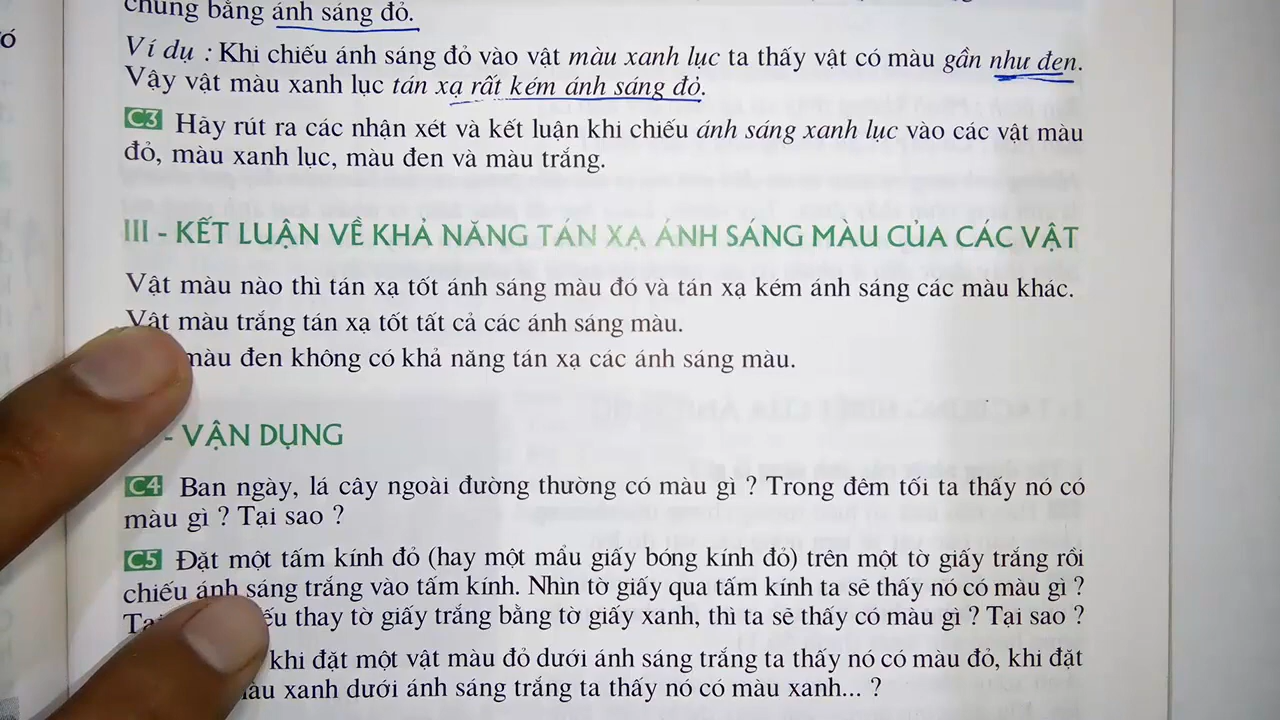 chung bằng ánh sáng đỏ.
Ví dụ : Khi chiếu ánh sáng đỏ vào vật màu xanh lục ta thấy vật có màu gần như đen.
Vậy vật màu xanh lục tán xạ rất kém ánh sáng đỏ.
C3 Hãy rút ra các nhận xét và kết luận khi chiếu ánh sáng xanh lục vào các vật màu
đỏ, màu xanh lục, màu đen và màu trắng.
III - KẾT LUẬN VỀ KHẢ NĂNG TÁN XẠ ÁNH SÁNG MÀU CỦA CÁC VẬT
Vật màu nào thì tán xạ tốt ánh sáng màu đó và tán xạ kém ánh sáng các màu khác.
Vật màu trắng tán xạ tốt tất cả các ánh sáng màu.
màu đen không có khả năng tán xạ các ánh sáng màu.
- VẬN DỤNG
C4 Ban ngày, lá cây ngoài đường thường có màu gì ? Trong đêm tối ta thấy nó có
màu gì ? Tại sao ?
C5 Đặt một tấm kính đỏ (hay một mẩu giấy bóng kính đỏ) trên một tờ giấy trắng rồi
chiếu ánh sáng trắng vào tấm kính. Nhìn tờ giấy qua tấm kính ta sẽ thấy nó có màu gì ?
thay tờ giấy trắng bằng tờ giấy xanh, thì ta sẽ thấy có màu gì ? Tại sao ?
khi đặt một vật màu đỏ dưới ánh sáng trắng ta thấy nó có màu đỏ, khi đặt
xanh dưới ánh sáng trắng ta thấy nó có màu xanh... ?